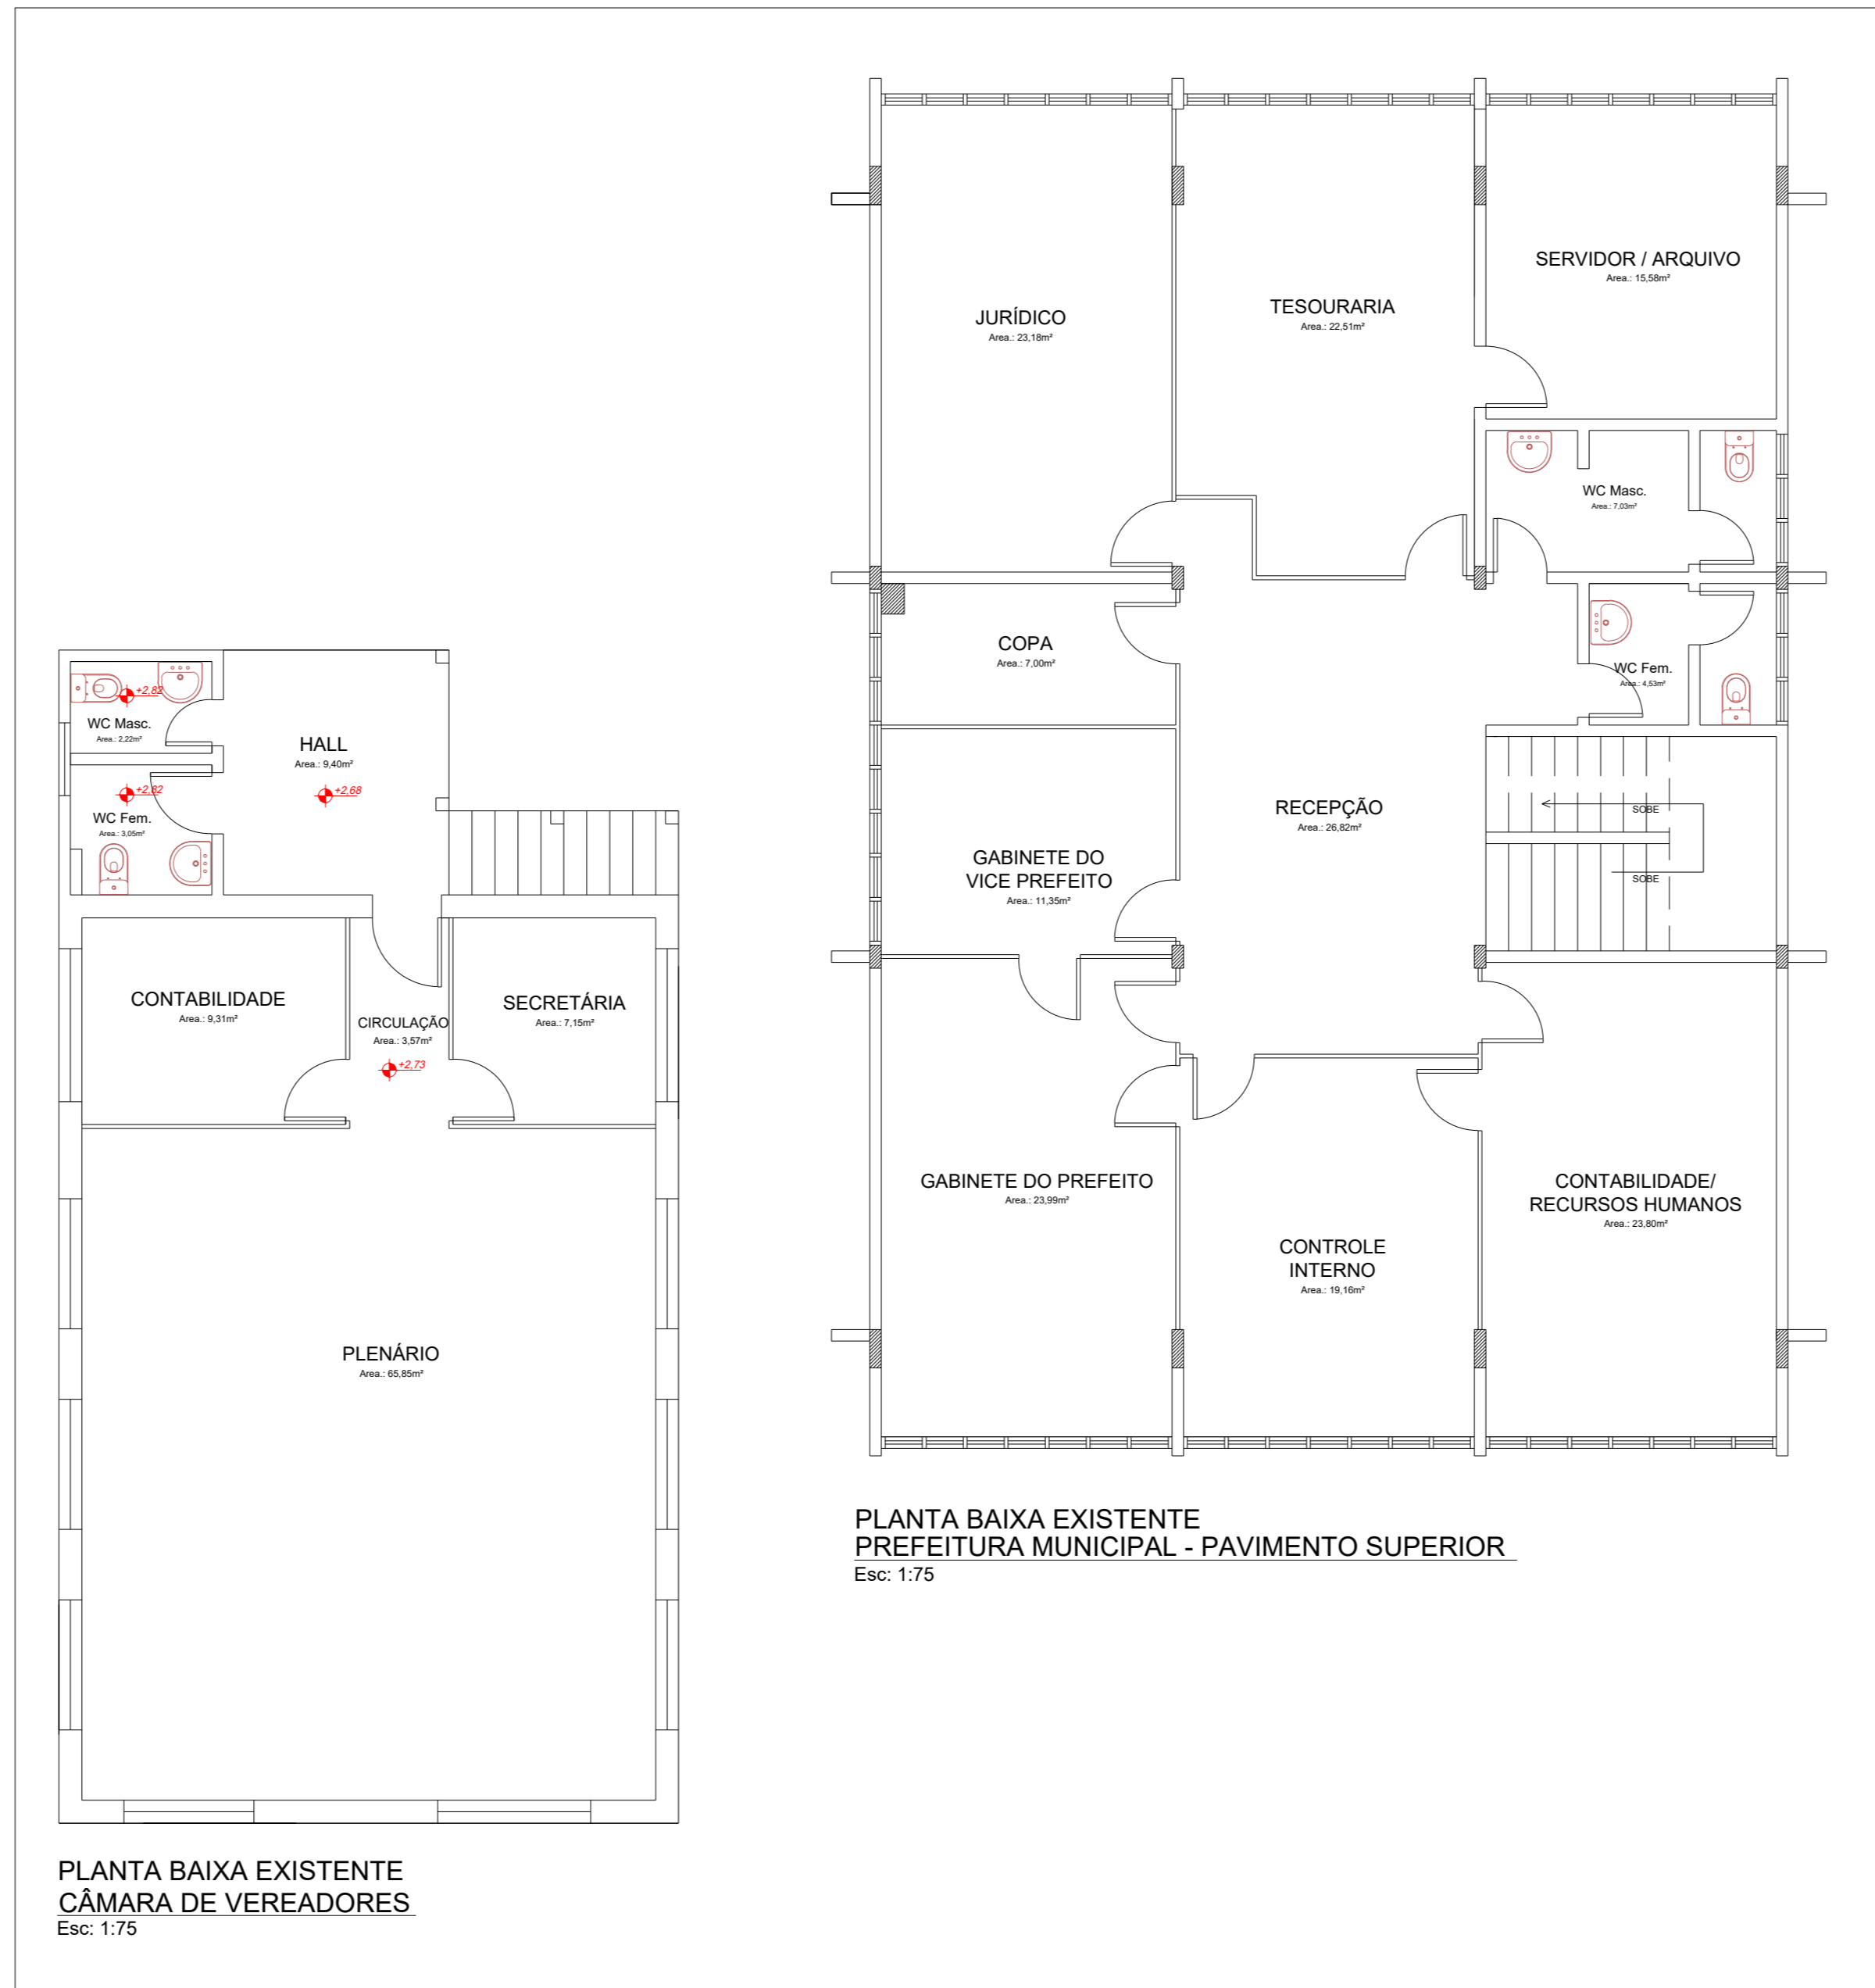 JURÍDICO
Area.: 23,18m²
TESOURARIA
Area.: 22,51m²
SERVIDOR / ARQUIVO
Area.: 15,58m²
WC Masc.
Area.: 7,03m²
COPA
Area.: 7,00m²
WC Fem.
Area.: 4,53m²
RECEPÇÃO
Area.: 26,82m²
SOBE
SOBE
GABINETE DO
VICE PREFEITO
Area.: 11,35m²
GABINETE DO PREFEITO
Area.: 23,99m²
CONTROLE
INTERNO
Area.: 19,16m²
CONTABILIDADE/
RECURSOS HUMANOS
Area.: 23,80m²
PLANTA BAIXA EXISTENTE
PREFEITURA MUNICIPAL - PAVIMENTO SUPERIOR
Esc: 1:75
+2,82
WC Masc.
Area.: 2,22m²
HALL
Area.: 9,40m²
+2,68
+2,82
WC Fem.
Area.: 3,05m²
CONTABILIDADE
Area.: 9,31m²
CIRCULAÇÃO
Area.: 3,57m²
+2,73
SECRETÁRIA
Area.: 7,15m²
PLENÁRIO
Area.: 65,85m²
PLANTA BAIXA EXISTENTE
CÂMARA DE VEREADORES
Esc: 1:75